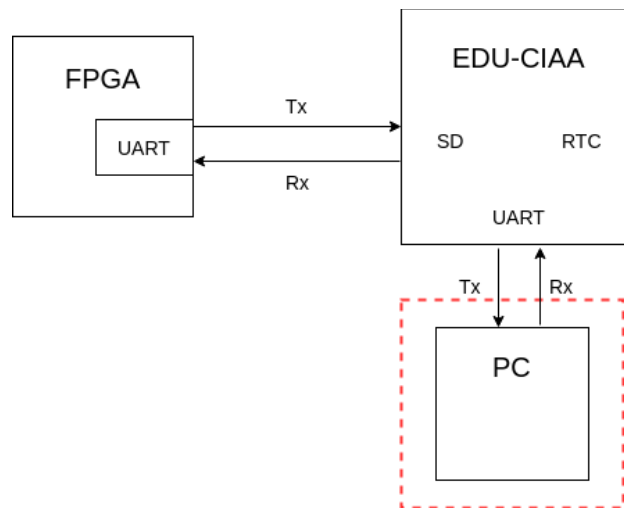 FPGA
EDU-CIAA
Tx
UART
SD
RTC
Rx
UART
Tx
Rx
PC